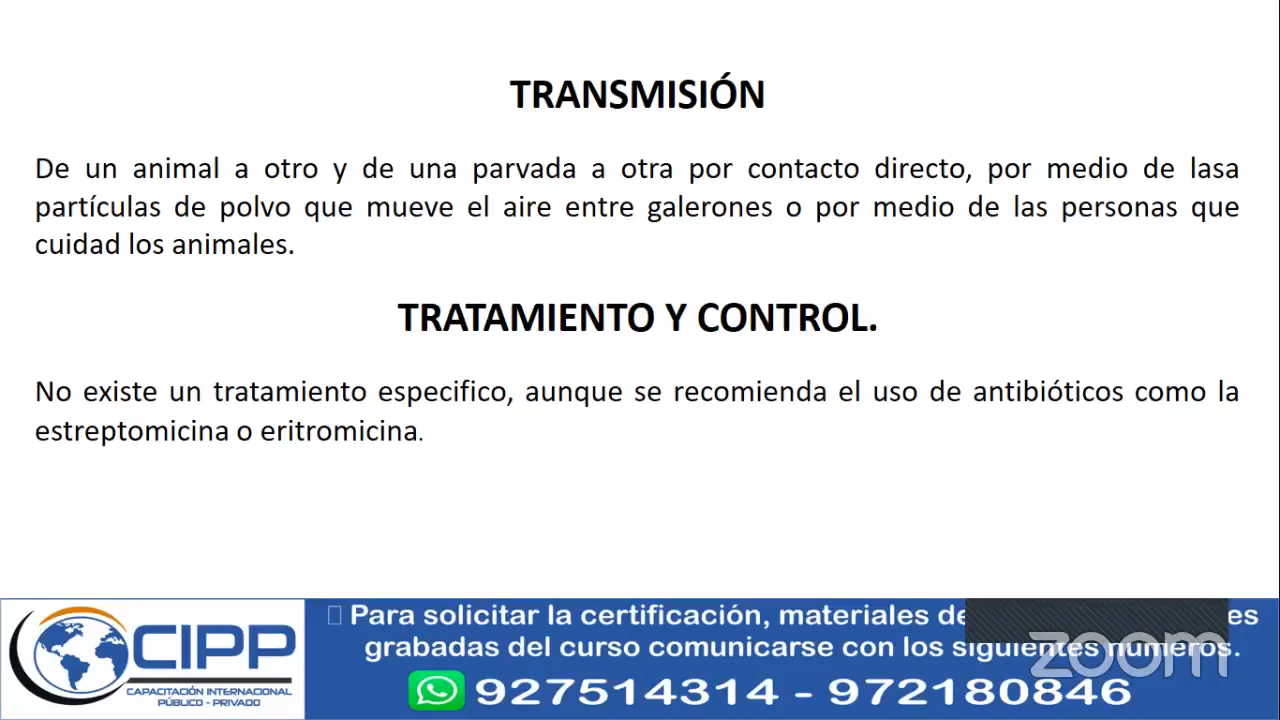 TRANSMISIÓN
De un animal a otro y de una parvada a otra por contacto directo, por medio de lasa
partículas de polvo que mueve el aire entre galerones o por medio de las personas que
cuidad los animales.
TRATAMIENTO Y CONTROL.
No existe un tratamiento especifico, aunque se recomienda el uso de antibióticos como la
estreptomicina o eritromicina.
Para solicitar la certificación, materiales
grabadas del curso comunicarse con los siguientes números.
927514314 - 972180846
CIPP
CAPACITACIÓN INTERNACIONAL
PÚBLICO - PRIVADO
zoom